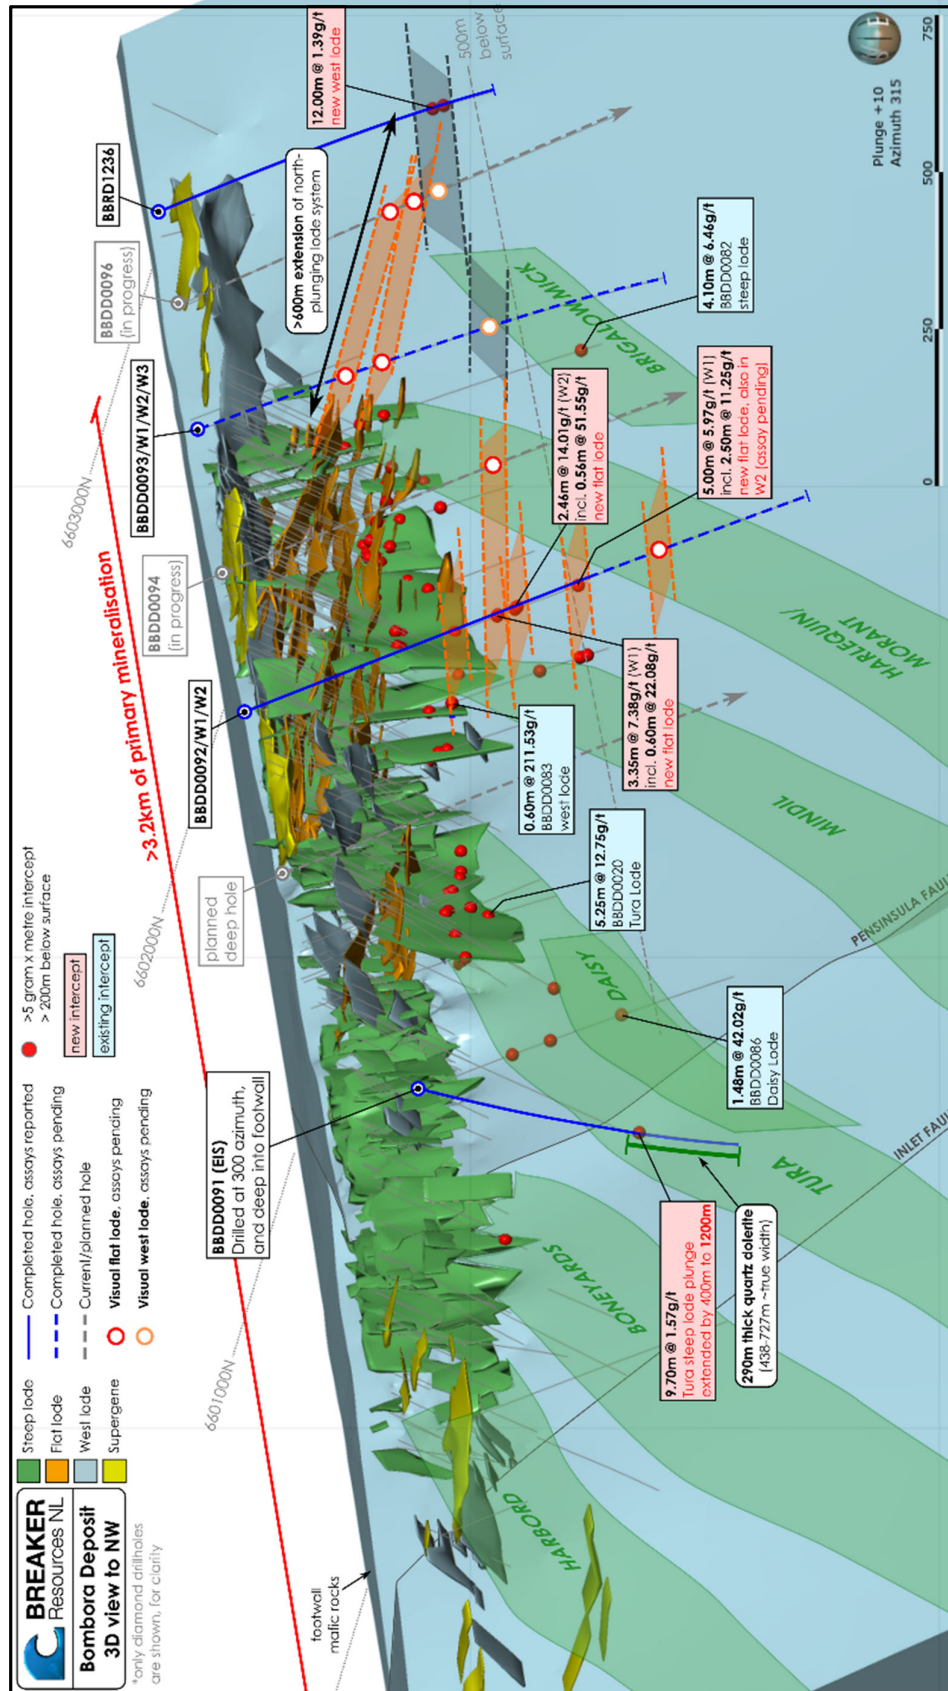 BREAKER
Resources NL
Bombora Deposit
3D view to NW
*only diamond drillholes
are shown, for clarity
Steep lode
Flat lode
West lode
Supergene
Completed hole, assays reported
Completed hole, assays pending
Current/planned hole
Visual flat lode, assays pending
Visual west lode, assays pending
>5 gram x metre intercept
> 200m below surface
new intercept
existing intercept
>3.2km of primary mineralisation
6601000N
6602000N
6603000N
footwall
mafic rocks
BBDD0091 (EIS)
Drilled at 300 azimuth,
and deep into footwall
planned
deep hole
BBDD0092/W1/W2
BBDD0094
(in progress)
BBDD0093/W1/W2/W3
BBDD0096
(in progress)
BBRD1236
>600m extension of north-
plunging lode system
12.00m @ 1.39g/t
new west lode
500m
below
surface
HARBORD
BONEYARDS
TURA
DAISY
MINDIL
HARLEQUIN/
MORANT
BRIGALOWMICK
9.70m @ 1.57g/t
Tura steep lode plunge
extended by 400m to 1200m
290m thick quartz dolerite
(438-727m ~true width)
1.48m @ 42.02g/t
BBDD0086
Daisy Lode
5.25m @ 12.75g/t
BBDD0020
Tura Lode
0.60m @ 211.53g/t
BBDD0083
west lode
3.35m @ 7.38g/t (W1)
incl. 0.60m @ 22.08g/t
new flat lode
2.46m @ 14.01g/t (W2)
incl. 0.56m @ 51.55g/t
new flat lode
5.00m @ 5.97g/t (W1)
incl. 2.50m @ 11.25g/t
new flat lode, also in
W2 (assay pending)
4.10m @ 6.46g/t
BBDD0082
steep lode
INLET FAUL
PENSINSULA FAUL
Plunge +10
Azimuth 315
0
250
500
750